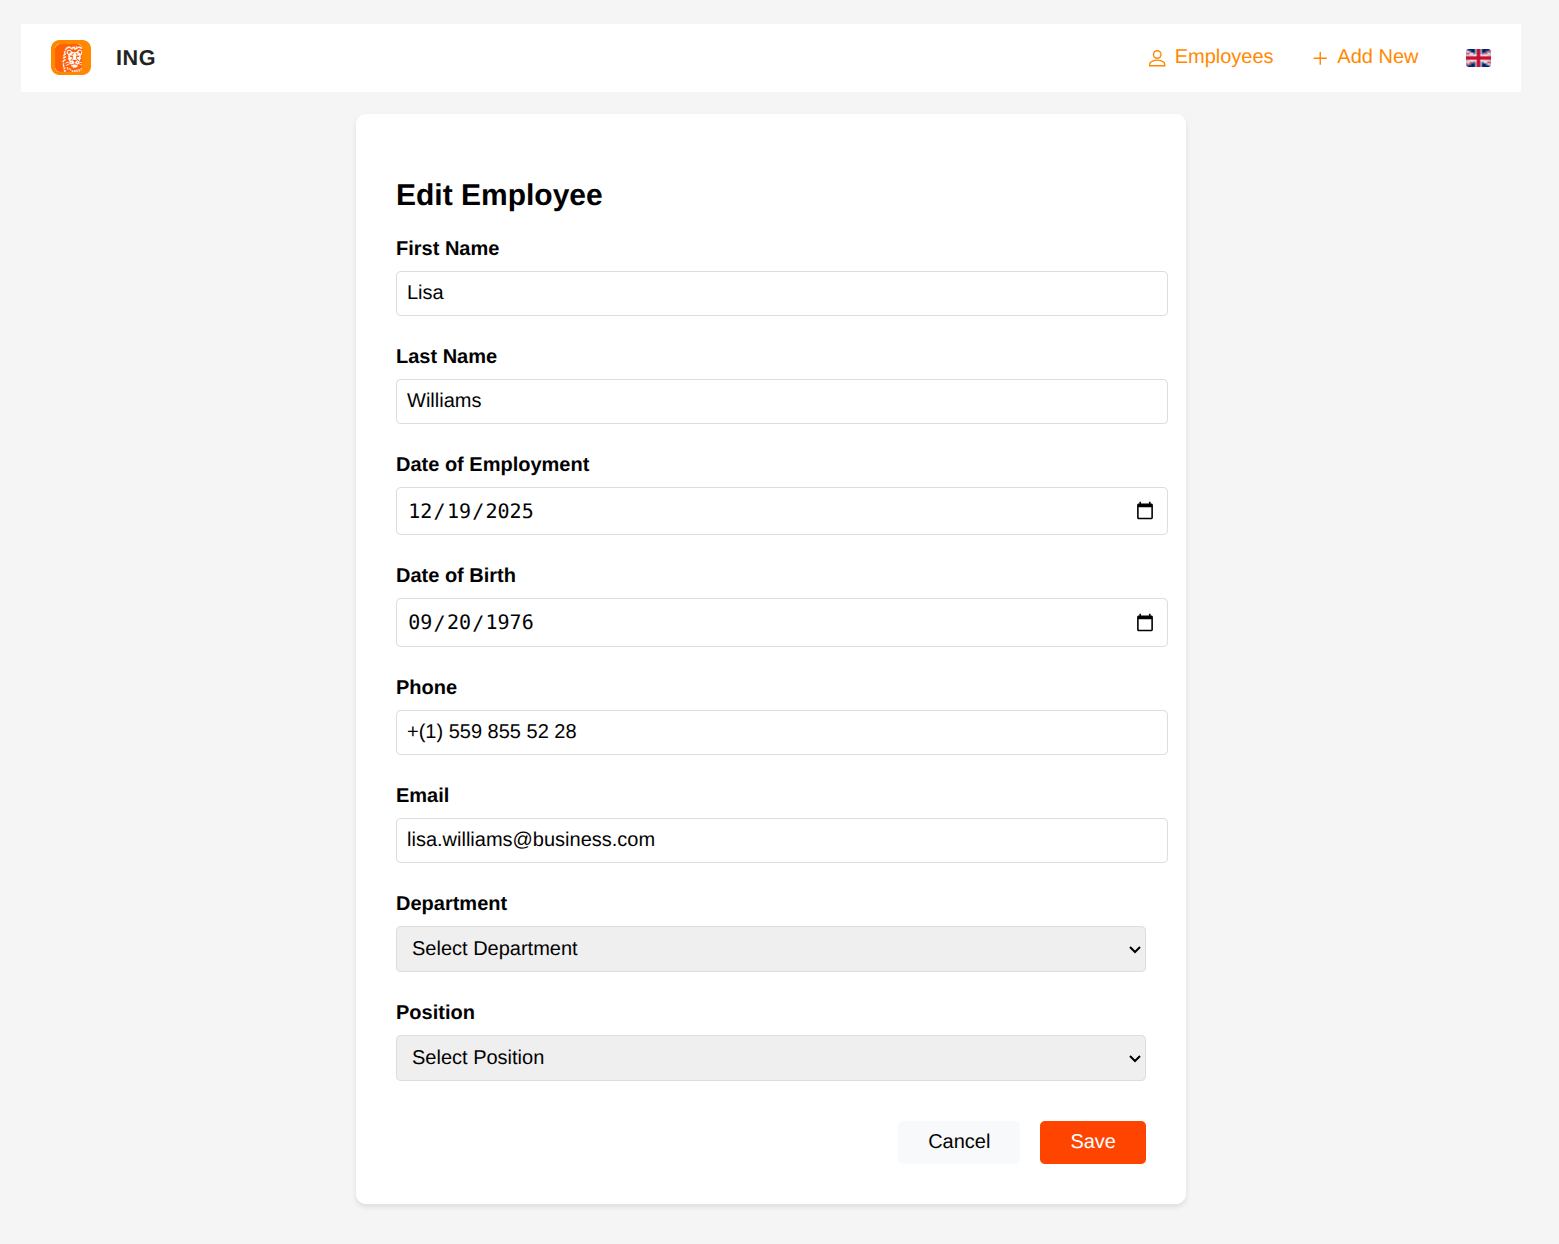 ING
Employees
Add New
Edit Employee
First Name
Lisa
Last Name
Williams
Date of Employment
12/19/2025
Date of Birth
09/20/1976
Phone
+(1) 559 855 52 28
Email
lisa.williams@business.com
Department
Select Department
Position
Select Position
Cancel
Save